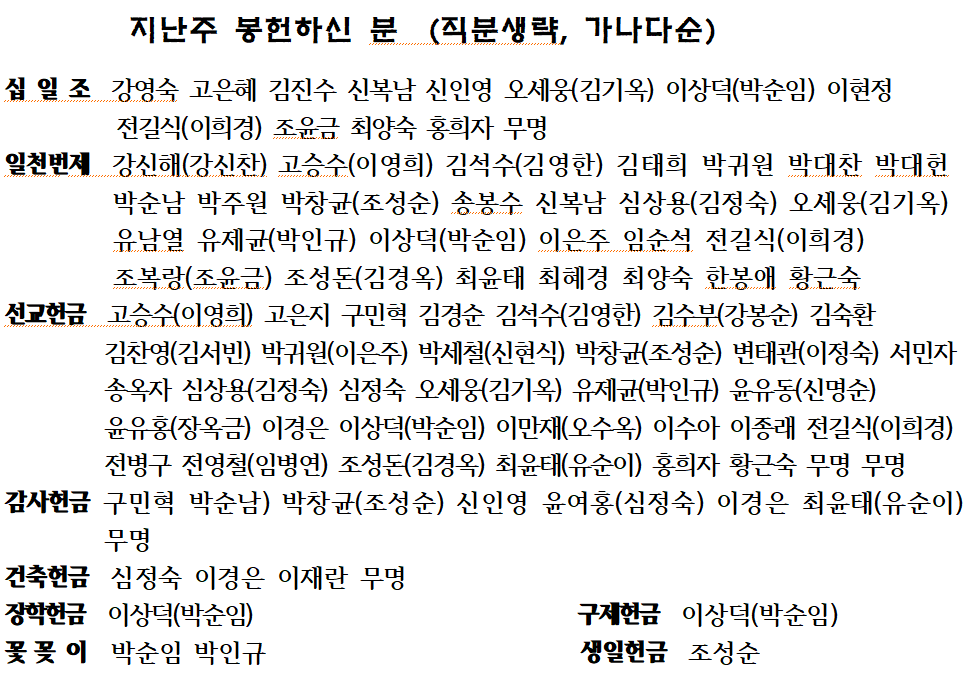 지난주 봉헌하신 분 (직분생략, 가나다순)
십 일 조 강영숙 고은혜 김진수 신복남 신인영 오세웅(김기옥) 이상덕(박순임) 이현정
전길식(이희경) 조윤금 최양숙 홍희자 무명
일천번제 강신해(강신찬) 고승수(이영희) 김석수(김영한) 김태희 박귀원 박대찬 박대헌
박순남 박주원 박창균(조성순) 송봉수 신복남 심상용(김정숙) 오세웅(김기옥)
유남열 유제균(박인규) 이상덕(박순임) 이은주 임순석 전길식(이희경)
조복랑(조윤금) 조성돈(김경옥) 최윤태 최혜경 최양숙 한봉애 황근숙
선교헌금 고승수(이영희) 고은지 구민혁 김경순 김석수(김영한) 김수부(강봉순) 김숙환
김찬영(김서빈) 박귀원(이은주) 박세철(신현식) 박창균(조성순) 변태관(이정숙) 서민자
송옥자 심상용(김정숙) 심정숙 오세웅(김기옥) 유제균(박인규) 윤유동(신명순)
윤유홍(장옥금) 이경은 이상덕(박순임) 이만재(오수옥) 이수아 이종래 전길식(이희경)
전병구 전영철(임병연) 조성돈(김경옥) 최윤태(유순이) 홍희자 황근숙 무명 무명
감사헌금 구민혁 박순남) 박창균(조성순) 신인영 윤여홍(심정숙) 이경은 최윤태(유순이)
무명
건축헌금 심정숙 이경은 이재란 무명
장학헌금 이상덕(박순임) 구제헌금 이상덕(박순임)
꽃 꽂 이 박순임 박인규 생일헌금 조성순